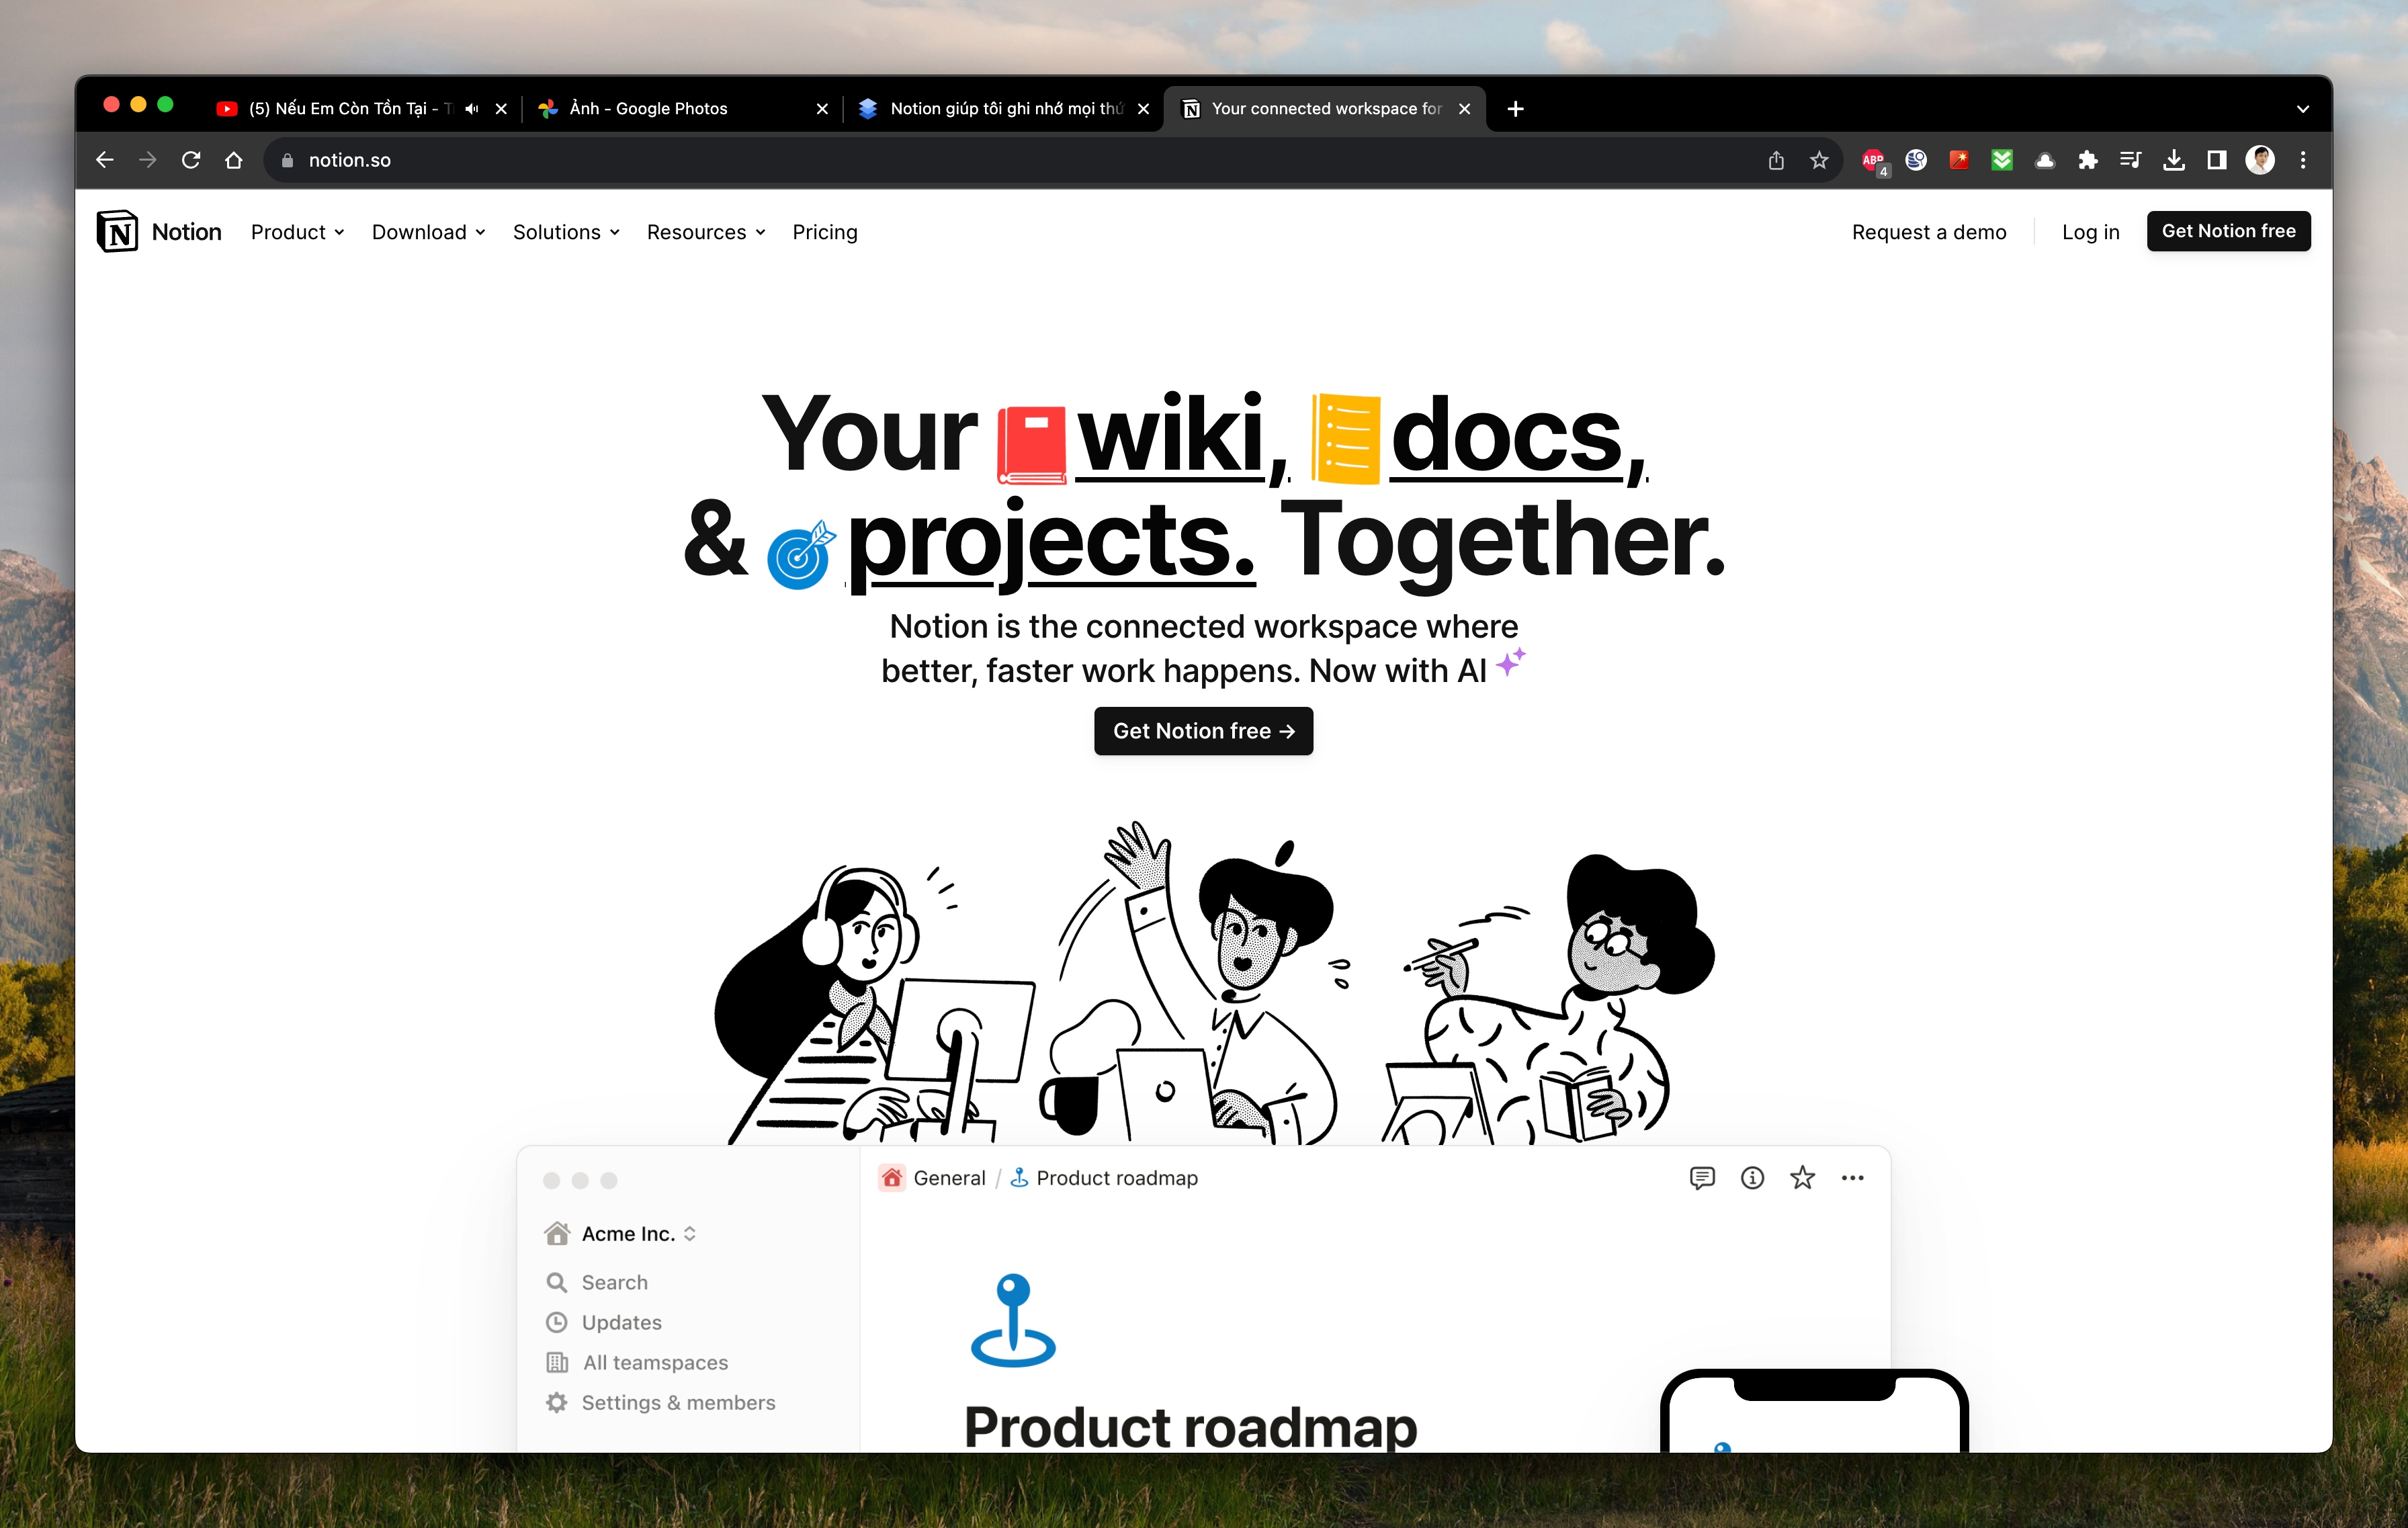 (5) Nếu Em Còn Tồn Tại -
Ảnh - Google Photos
Notion giúp tôi ghi nhớ mọi thứ
Your connected workspace for
notion.so
ABP
4
Notion
Product
Download
Solutions
Resources
Pricing
Request a demo
Log in
Get Notion free
Your wiki, docs,
& projects. Together.
Notion is the connected workspace where
better, faster work happens. Now with AI
Get Notion free →
General / Product roadmap
Acme Inc.
Search
Updates
All teamspaces
Settings & members
Product roadmap